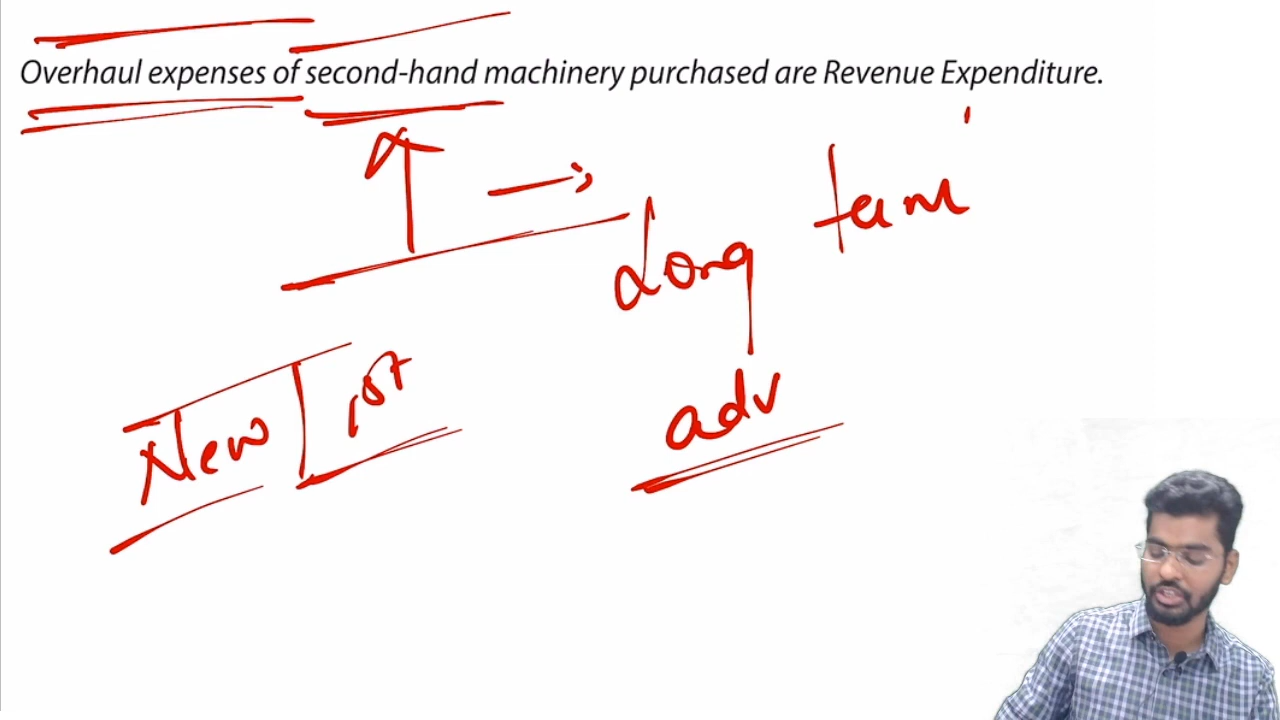 Overhaul expenses of second-hand machinery purchased are Revenue Expenditure.
Long term
adv
New 1st